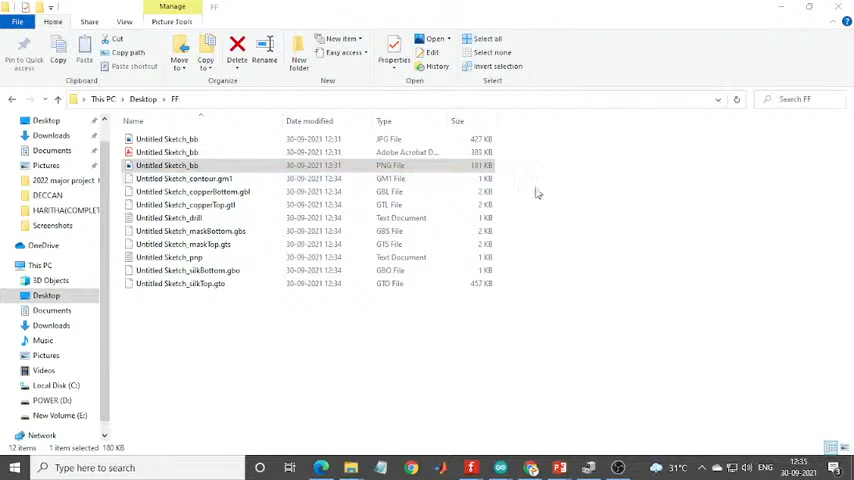 Manage
FF
File
Home
Share
View
Picture Tools
Pin to Quick access
Copy
Paste
Cut
Copy path
Paste shortcut
Clipboard
Move to
Copy to
Delete
Rename
Organize
New folder
New item
Easy access
New
Properties
Open
Edit
History
Open
Select all
Select none
Invert selection
Select
This PC
Desktop
FF
Search FF
Name
Date modified
Type
Size
Untitled Sketch_bb 30-09-2021 12:31 JPG File 427 KB
Untitled Sketch_bb 30-09-2021 12:31 Adobe Acrobat D... 383 KB
Untitled Sketch_bb 30-09-2021 12:31 PNG File 181 KB
Untitled Sketch_contour.gm1 30-09-2021 12:34 GM1 File 1 KB
Untitled Sketch_copperBottom.gbl 30-09-2021 12:34 GBL File 2 KB
Untitled Sketch_copperTop.gtl 30-09-2021 12:34 GTL File 2 KB
Untitled Sketch_drill 30-09-2021 12:34 Text Document 1 KB
Untitled Sketch_maskBottom.gbs 30-09-2021 12:34 GBS File 2 KB
Untitled Sketch_maskTop.gts 30-09-2021 12:34 GTS File 2 KB
Untitled Sketch_pnp 30-09-2021 12:34 Text Document 1 KB
Untitled Sketch_silkBottom.gbo 30-09-2021 12:34 GBO File 1 KB
Untitled Sketch_silkTop.gto 30-09-2021 12:34 GTO File 457 KB
Desktop
Downloads
Documents
Pictures
2022 major project
DECCAN
HARITHA(COMPLET
Screenshots
OneDrive
This PC
3D Objects
Desktop
Documents
Downloads
Music
Pictures
Videos
Local Disk (C:)
POWER (D:)
New Volume (E:)
Network
12 items
1 item selected 180 KB
Type here to search
31°C
ENG
12:35
30-09-2021
3